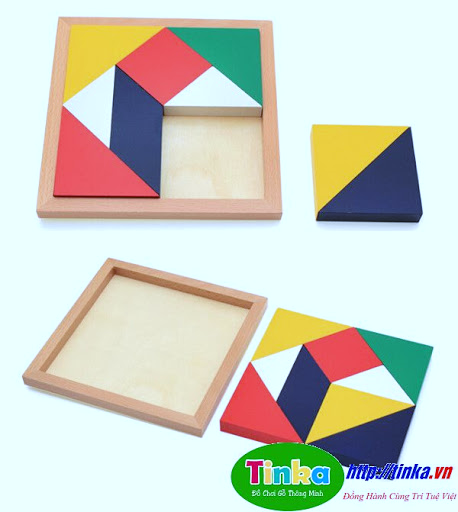 Tinka
Đồ Chơi Gỗ Thông Minh
http://tinka.vn
Đồng Hành Cùng Trí Tuệ Việt